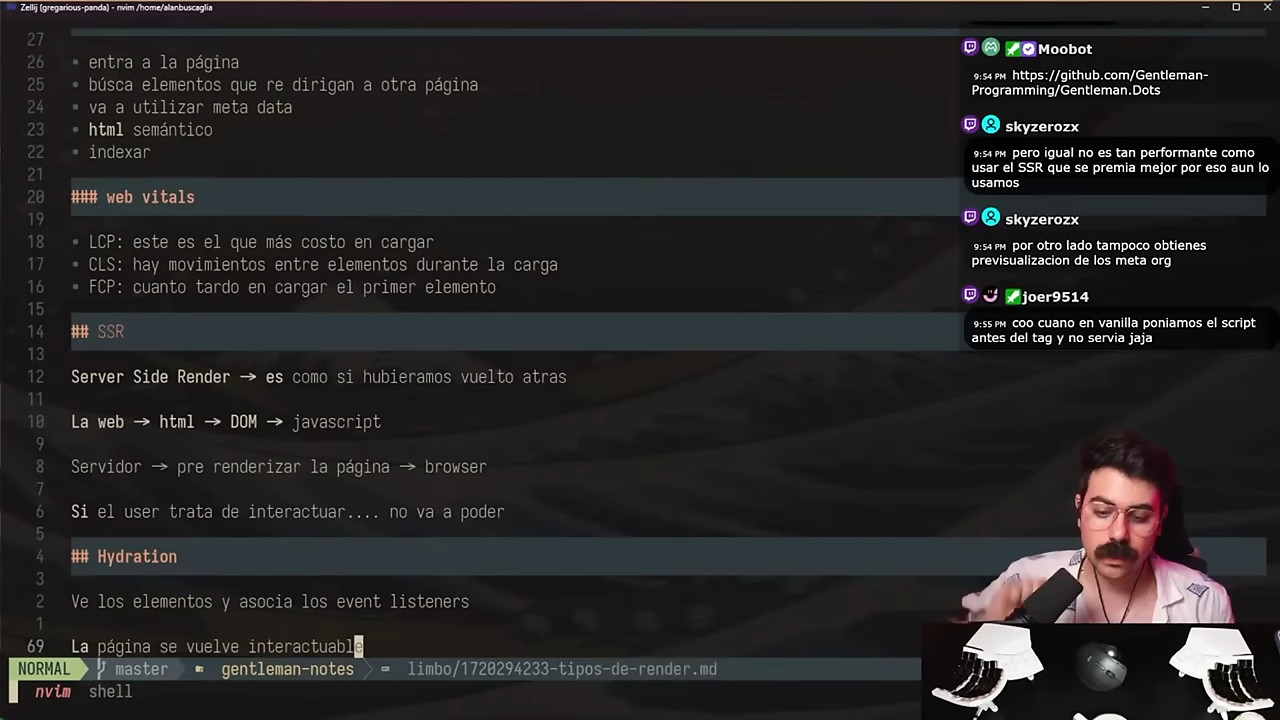 Zellij (gregarious-panda) - nvim /home/alanbuscaglia
27
26 • entra a la página
25 • búsca elementos que re dirigan a otra página
24 • va a utilizar meta data
23 • html semántico
22 • indexar
21
20 ### web vitals
19
18 • LCP: este es el que más costo en cargar
17 • CLS: hay movimientos entre elementos durante la carga
16 • FCP: cuanto tardo en cargar el primer elemento
15
14 ## SSR
13
12 Server Side Render → es como si hubieramos vuelto atras
11
10 La web → html → DOM → javascript
9
8 Servidor → pre renderizar la página → browser
7
6 Si el user trata de interactuar.... no va a poder
5
4 ## Hydration
3
2 Ve los elementos y asocia los event listeners
1
69 La página se vuelve interactuable
NORMAL master gentleman-notes limbo/1720294233-tipos-de-render.md
nvim shell
Moobot
9:54 PM https://github.com/Gentleman-
Programming/Gentleman.Dots
skyzerozx
9:54 PM pero igual no es tan performante como
usar el SSR que se premia mejor por eso aun lo
usamos
skyzerozx
9:54 PM por otro lado tampoco obtienes
previsualizacion de los meta org
joer9514
9:55 PM coo cuano en vanilla poniamos el script
antes del tag y no servia jaja